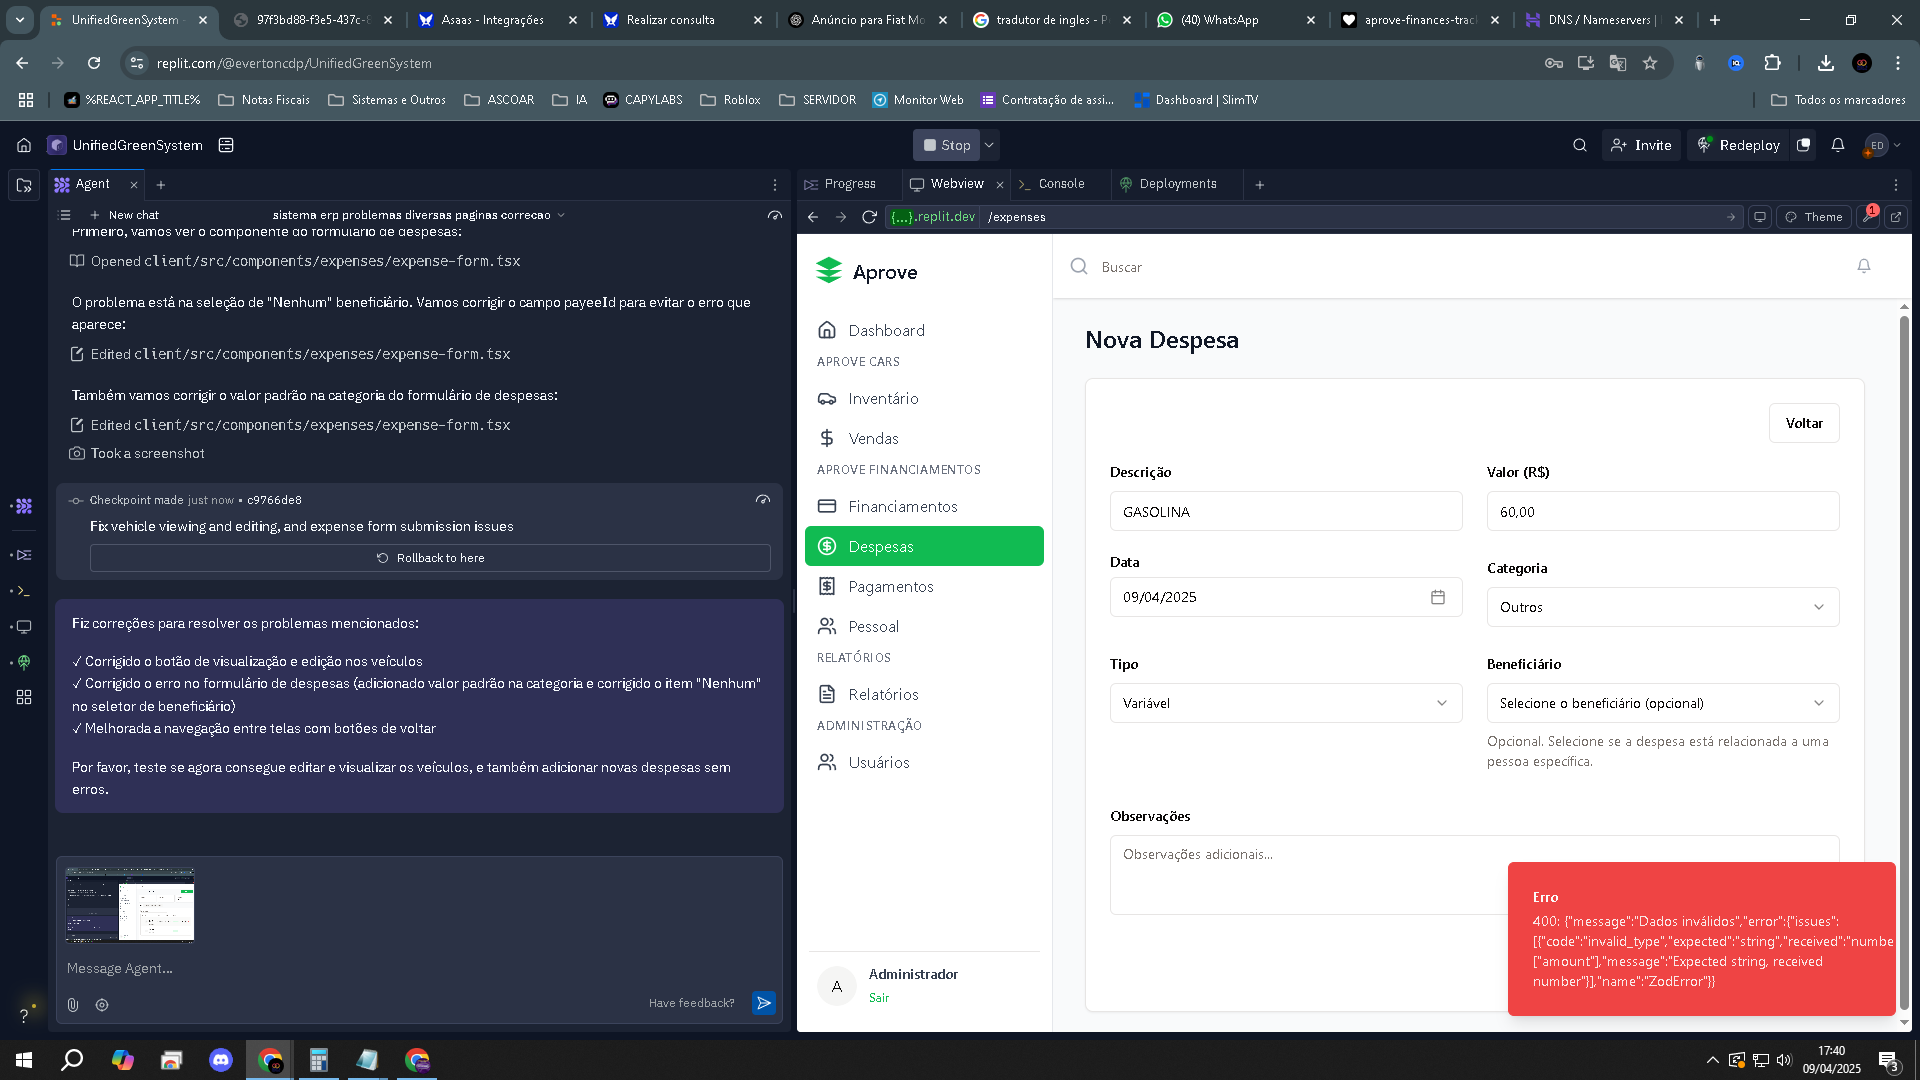 UnifiedGreenSystem -
97f3bd88-f3e5-437c-8
Asaas - Integrações
Realizar consulta
Anúncio para Fiat Mo
tradutor de ingles - P
(40) WhatsApp
aprove-finances-trac
DNS / Nameservers |
replit.com/@evertoncdp/UnifiedGreenSystem
%REACT_APP_TITLE%
Notas Fiscais
Sistemas e Outros
ASCOAR
IA
CAPYLABS
Roblox
SERVIDOR
Monitor Web
Contratação de assi...
Dashboard | SlimTV
Todos os marcadores
UnifiedGreenSystem
Stop
Invite
Redeploy
ED
Agent
Progress
Webview
Console
Deployments
New chat
sistema erp problemas diversas paginas correcao
{...}.replit.dev
/expenses
Theme
1
Primeiro, vamos ver o componente do formulário de despesas:
Opened client/src/components/expenses/expense-form.tsx
O problema está na seleção de "Nenhum" beneficiário. Vamos corrigir o campo payeeId para evitar o erro que
aparece:
Edited client/src/components/expenses/expense-form.tsx
Também vamos corrigir o valor padrão na categoria do formulário de despesas:
Edited client/src/components/expenses/expense-form.tsx
Took a screenshot
Checkpoint made just now • c9766de8
Fix vehicle viewing and editing, and expense form submission issues
Rollback to here
Fiz correções para resolver os problemas mencionados:
✓ Corrigido o botão de visualização e edição nos veículos
✓ Corrigido o erro no formulário de despesas (adicionado valor padrão na categoria e corrigido o item "Nenhum"
no seletor de beneficiário)
✓ Melhorada a navegação entre telas com botões de voltar
Por favor, teste se agora consegue editar e visualizar os veículos, e também adicionar novas despesas sem
erros.
Message Agent...
Have feedback?
?
Aprove
Dashboard
APROVE CARS
Inventário
Vendas
APROVE FINANCIAMENTOS
Financiamentos
Despesas
Pagamentos
Pessoal
RELATÓRIOS
Relatórios
ADMINISTRAÇÃO
Usuários
A
Administrador
Sair
Buscar
Nova Despesa
Voltar
Descrição
GASOLINA
Valor (R$)
60,00
Data
09/04/2025
Categoria
Outros
Tipo
Variável
Beneficiário
Selecione o beneficiário (opcional)
Opcional. Selecione se a despesa está relacionada a uma
pessoa específica.
Observações
Observações adicionais...
Erro
400: {"message":"Dados inválidos","error":{"issues":
[{"code":"invalid_type","expected":"string","received":"numbe
["amount"],"message":"Expected string, received
number"}],"name":"ZodError"}}
17:40
09/04/2025
3